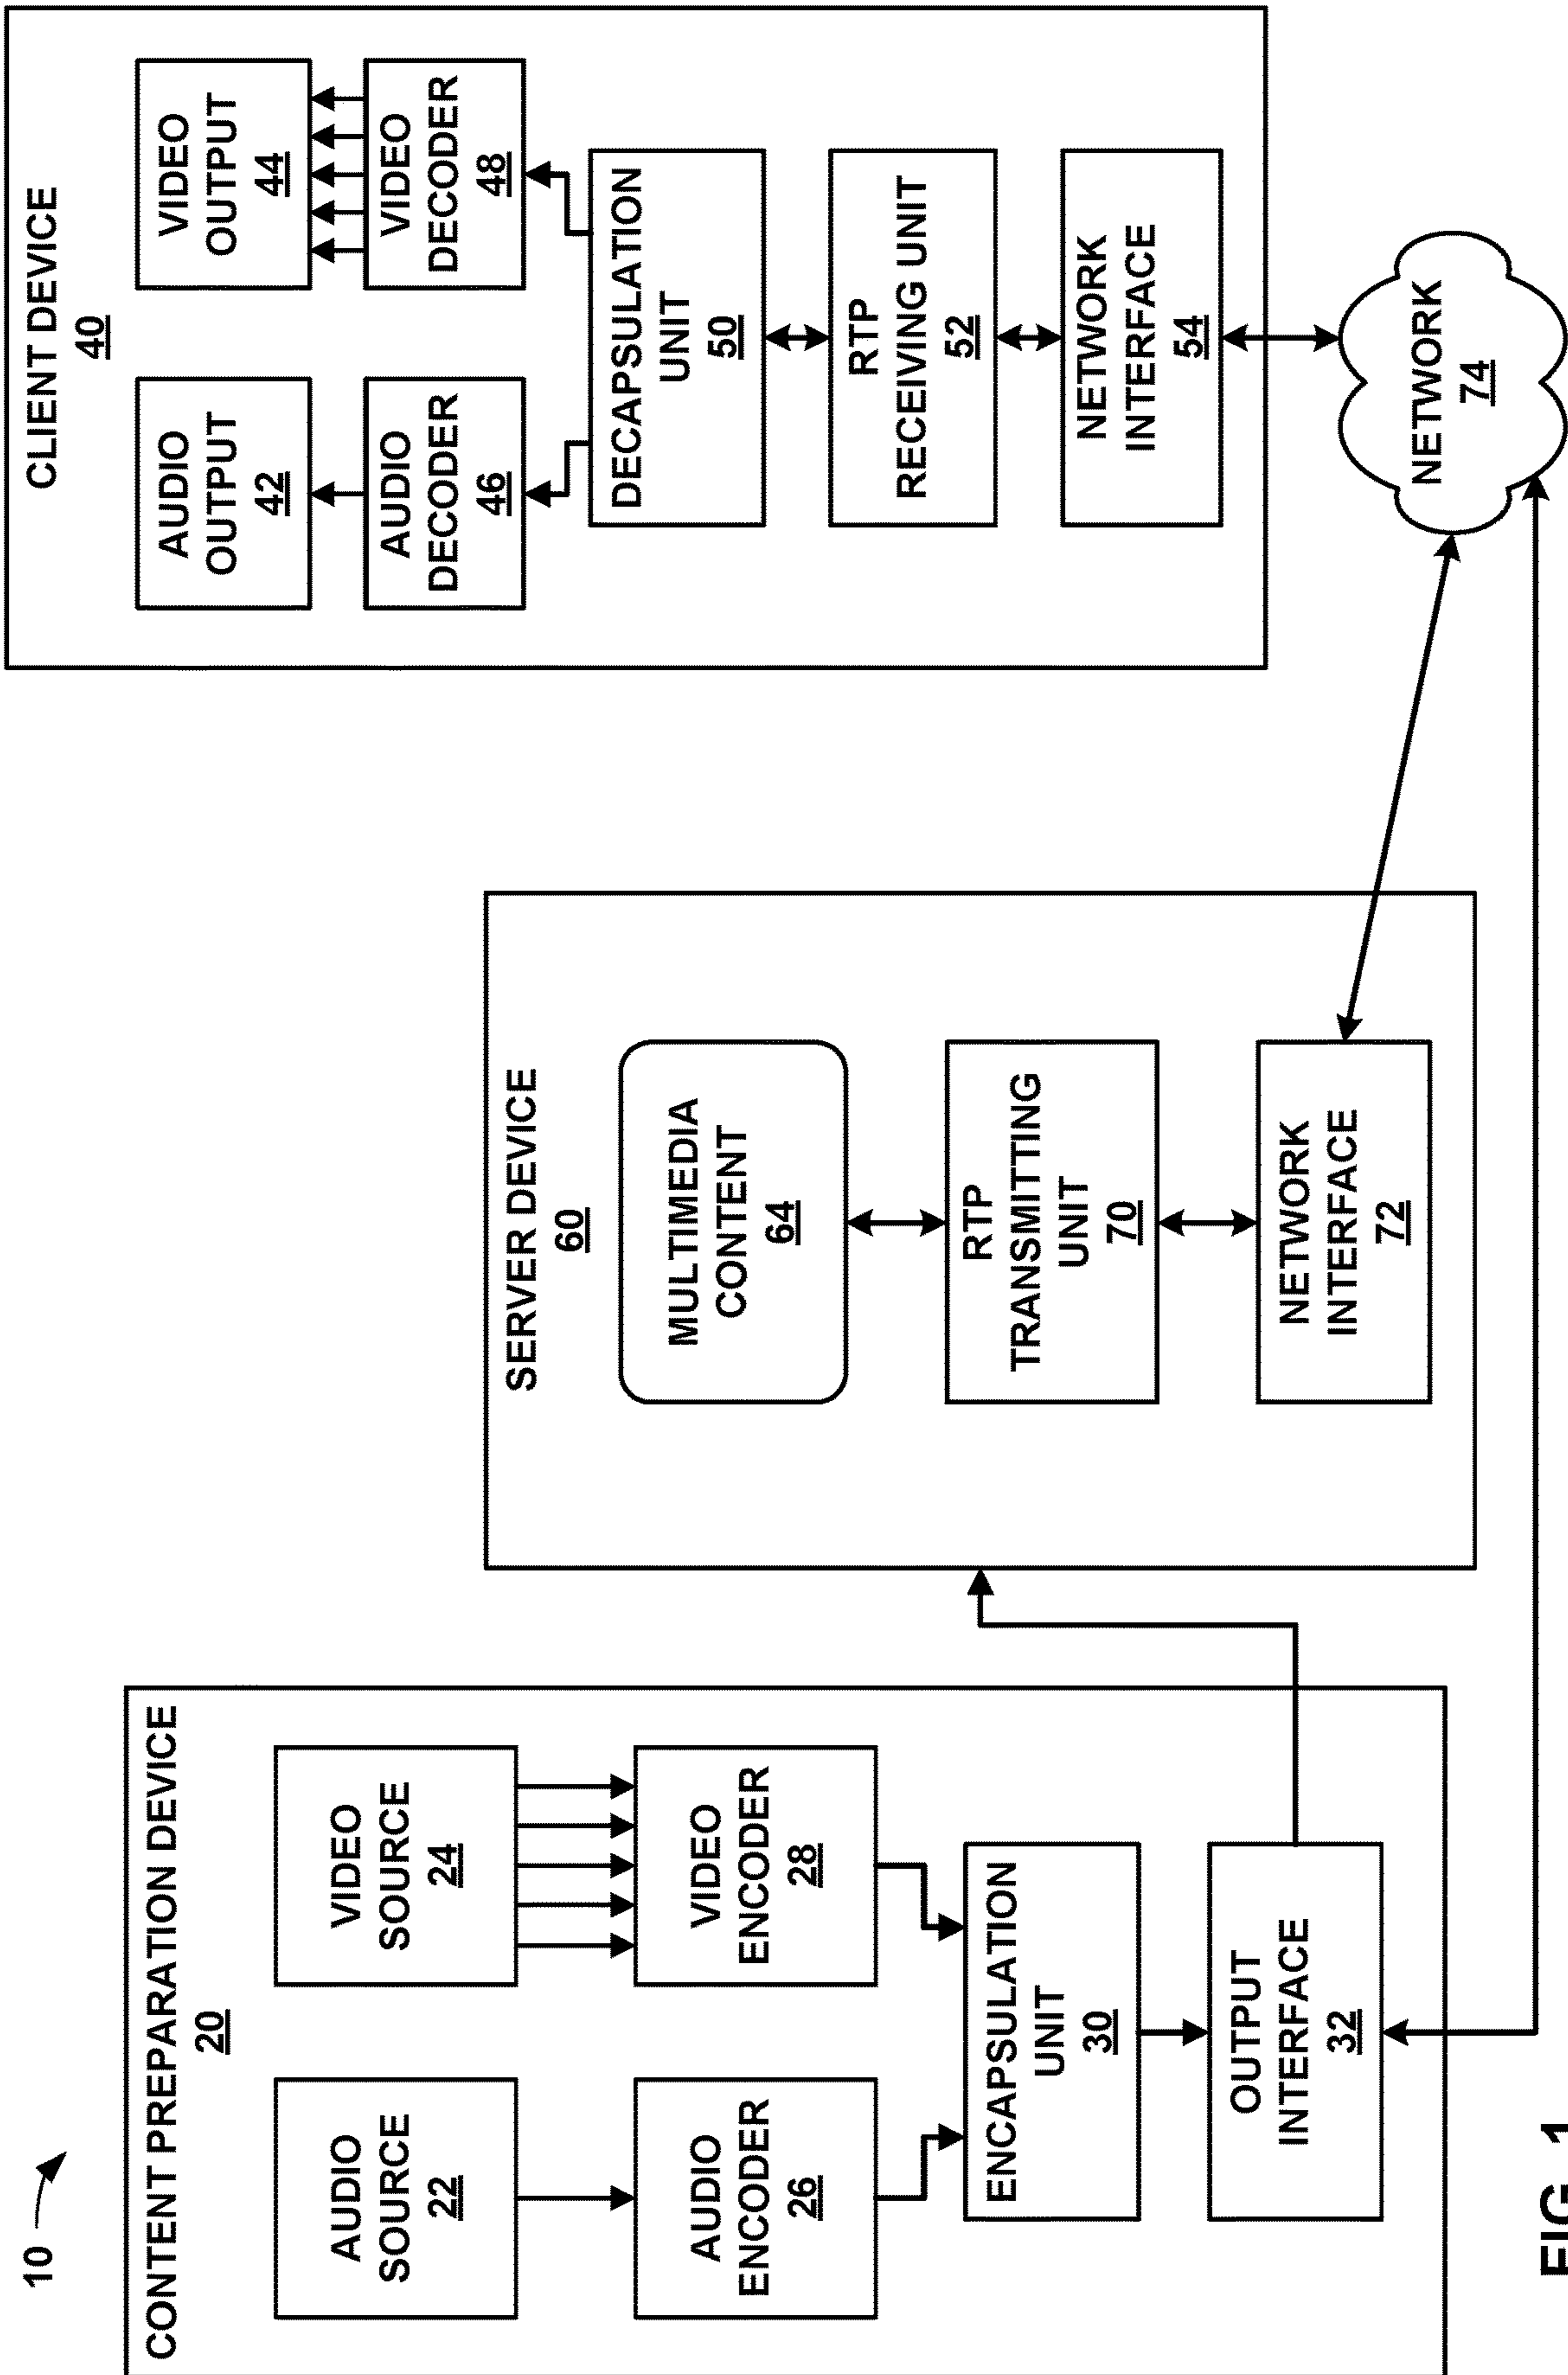 10
CONTENT PREPARATION DEVICE
20
AUDIO
SOURCE
22
VIDEO
SOURCE
24
AUDIO
ENCODER
26
VIDEO
ENCODER
28
ENCAPSULATION
UNIT
30
OUTPUT
INTERFACE
32
SERVER DEVICE
60
MULTIMEDIA
CONTENT
64
RTP
TRANSMITTING
UNIT
70
NETWORK
INTERFACE
72
CLIENT DEVICE
40
AUDIO
OUTPUT
42
VIDEO
OUTPUT
44
AUDIO
DECODER
46
VIDEO
DECODER
48
DECAPSULATION
UNIT
50
RTP
RECEIVING UNIT
52
NETWORK
INTERFACE
54
NETWORK
74
FIG. 1